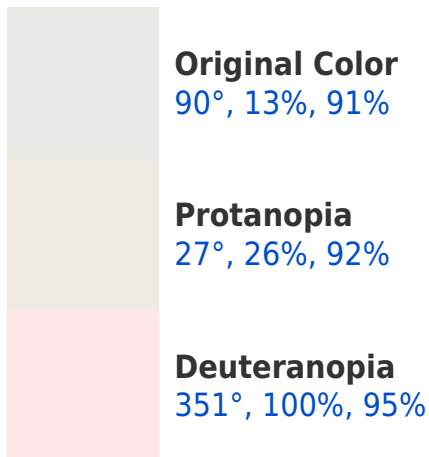 Original Color
90°, 13%, 91%
Protanopia
27°, 26%, 92%
Deuteranopia
351°, 100%, 95%